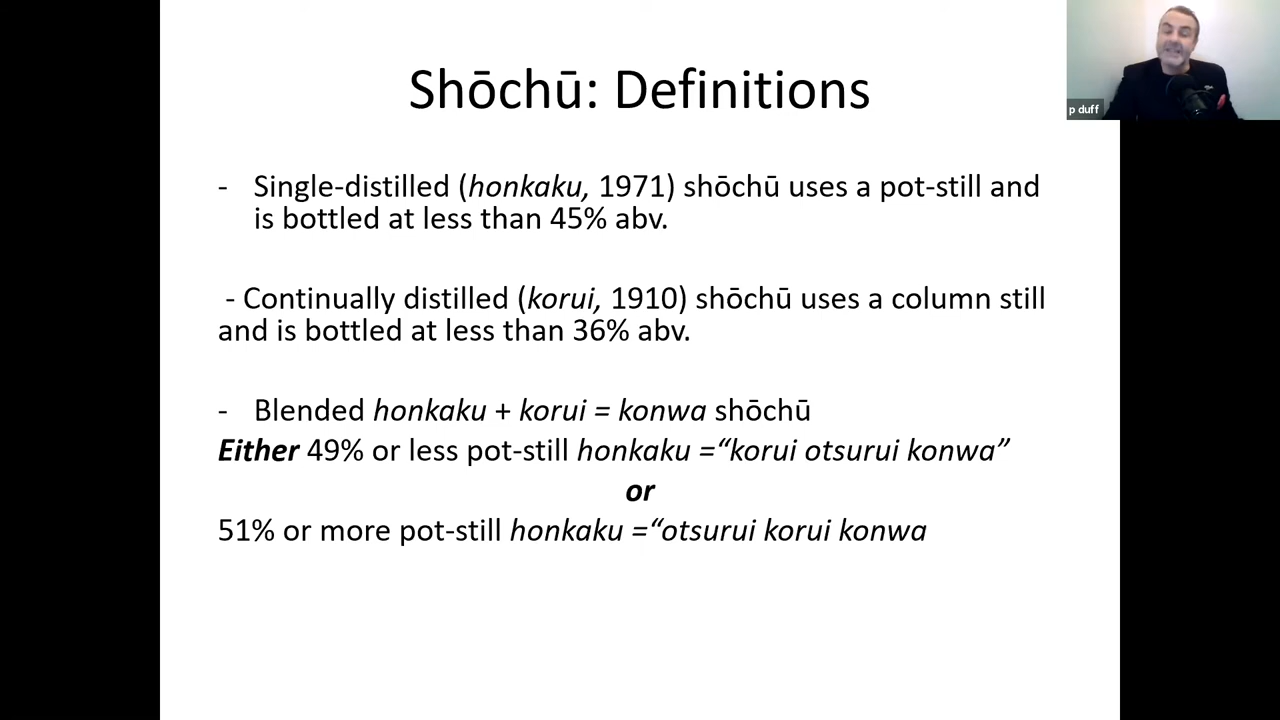 Shōchū: Definitions
p duff
- Single-distilled (honkaku, 1971) shōchū uses a pot-still and
is bottled at less than 45% abv.
- Continually distilled (korui, 1910) shōchū uses a column still
and is bottled at less than 36% abv.
- Blended honkaku + korui = konwa shōchū
Either 49% or less pot-still honkaku =“korui otsurui konwa”
or
51% or more pot-still honkaku =“otsurui korui konwa